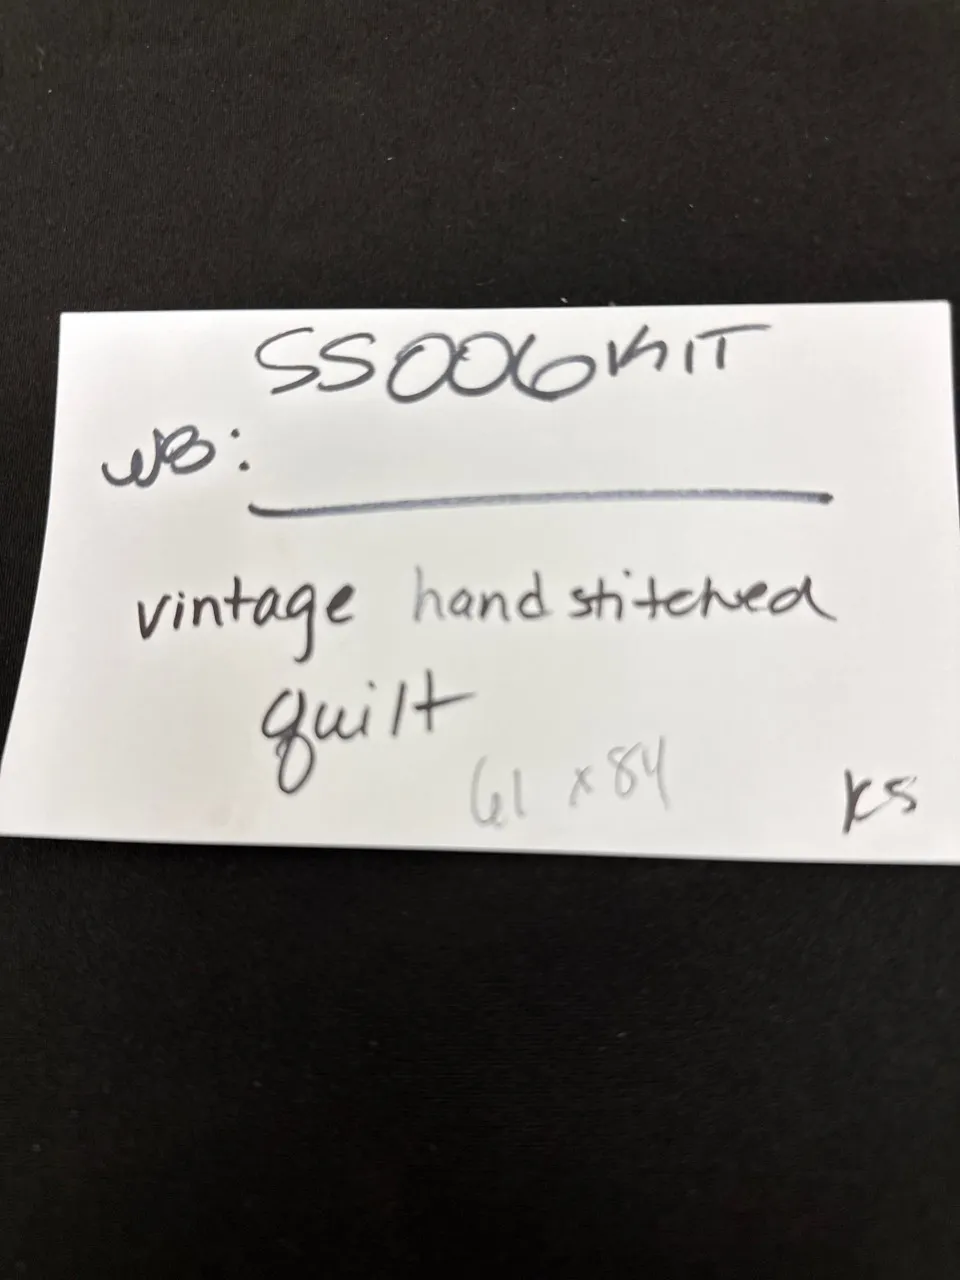 SS006KIT
WB:
vintage hand stitched
quilt
61 x 84
KS